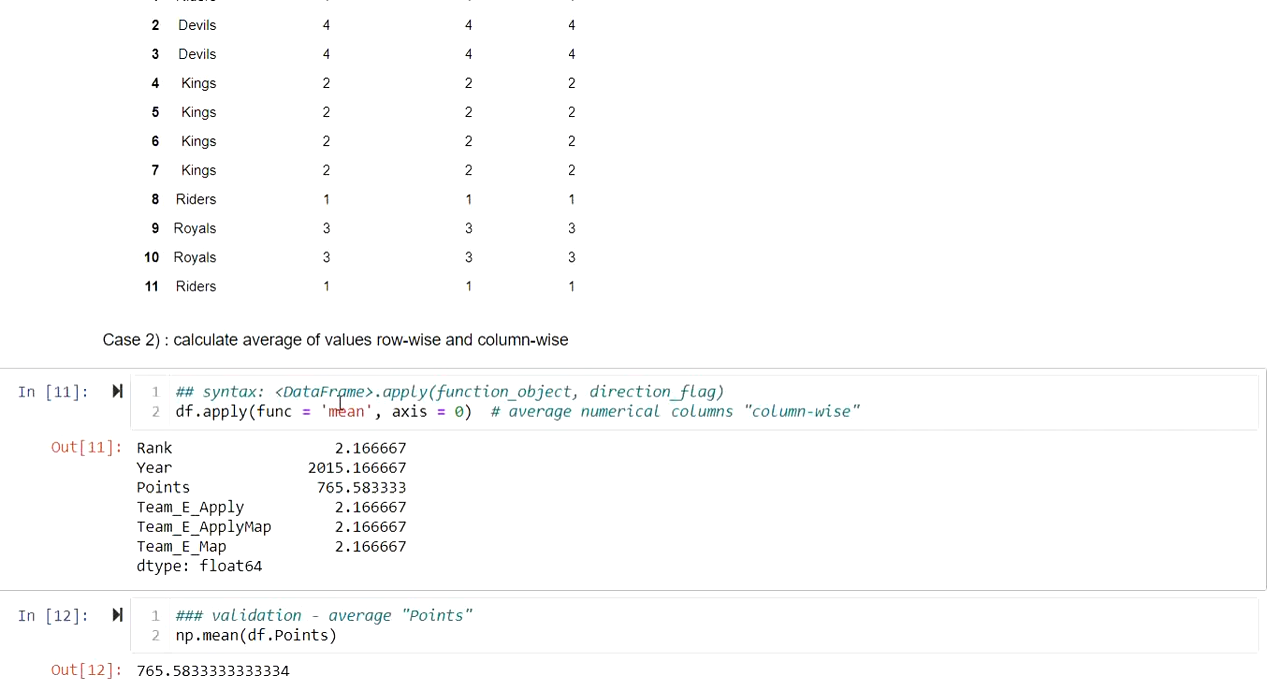 2 Devils 4 4 4
3 Devils 4 4 4
4 Kings 2 2 2
5 Kings 2 2 2
6 Kings 2 2 2
7 Kings 2 2 2
8 Riders 1 1 1
9 Royals 3 3 3
10 Royals 3 3 3
11 Riders 1 1 1
Case 2) : calculate average of values row-wise and column-wise
In [11]: 1 ## syntax: <DataFrame>.apply(function_object, direction_flag)
2 df.apply(func = 'mean', axis = 0) # average numerical columns "column-wise"
Out[11]: Rank 2.166667
Year 2015.166667
Points 765.583333
Team_E_Apply 2.166667
Team_E_ApplyMap 2.166667
Team_E_Map 2.166667
dtype: float64
In [12]: 1 ### validation - average "Points"
2 np.mean(df.Points)
Out[12]: 765.5833333333334